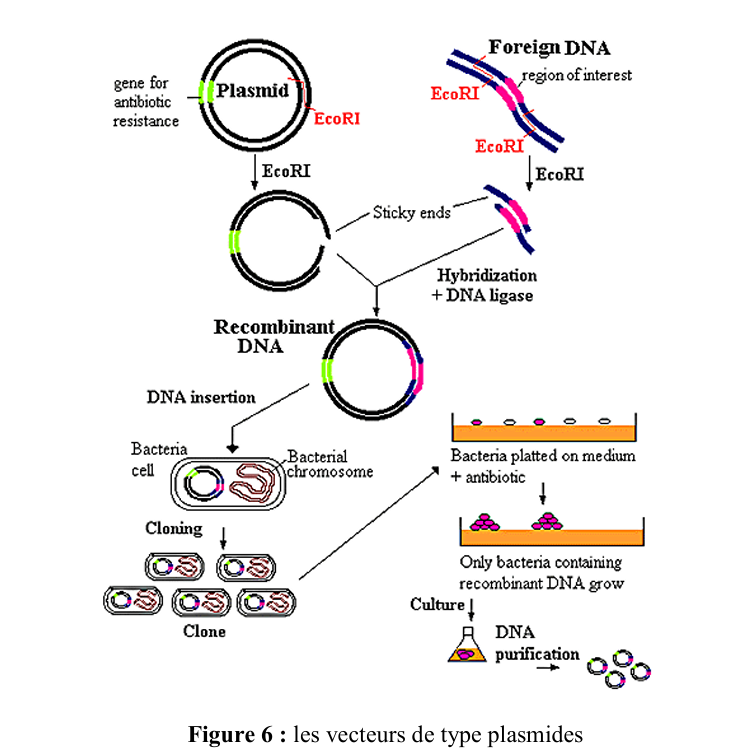 Foreign DNA
gene for
antibiotic
resistance
Plasmid
EcoRI
region of interest
EcoRI
EcoRI
EcoRI
EcoRI
Sticky ends
Hybridization
+ DNA ligase
Recombinant
DNA
DNA insertion
Bacteria
cell
Bacterial
chromosome
Bacteria platted on medium
+ antibiotic
Cloning
Clone
Only bacteria containing
recombinant DNA grow
Culture
DNA
purification
Figure 6 : les vecteurs de type plasmides